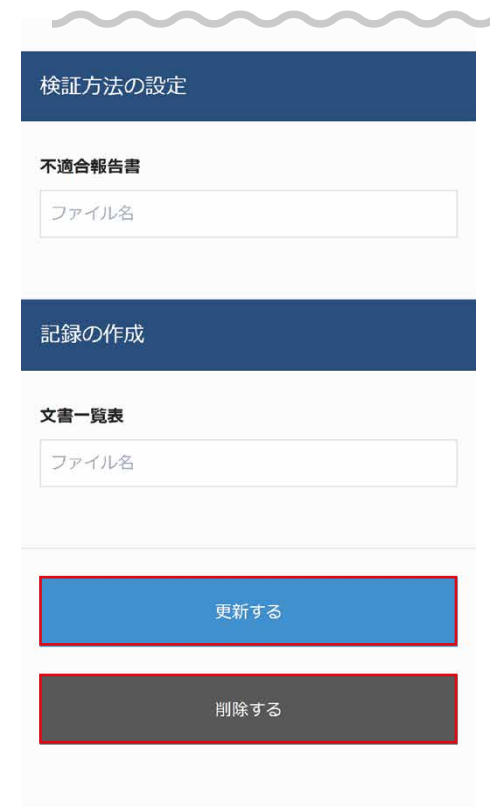 検証方法の設定
不適合報告書
ファイル名
記録の作成
文書一覧表
ファイル名
更新する
削除する